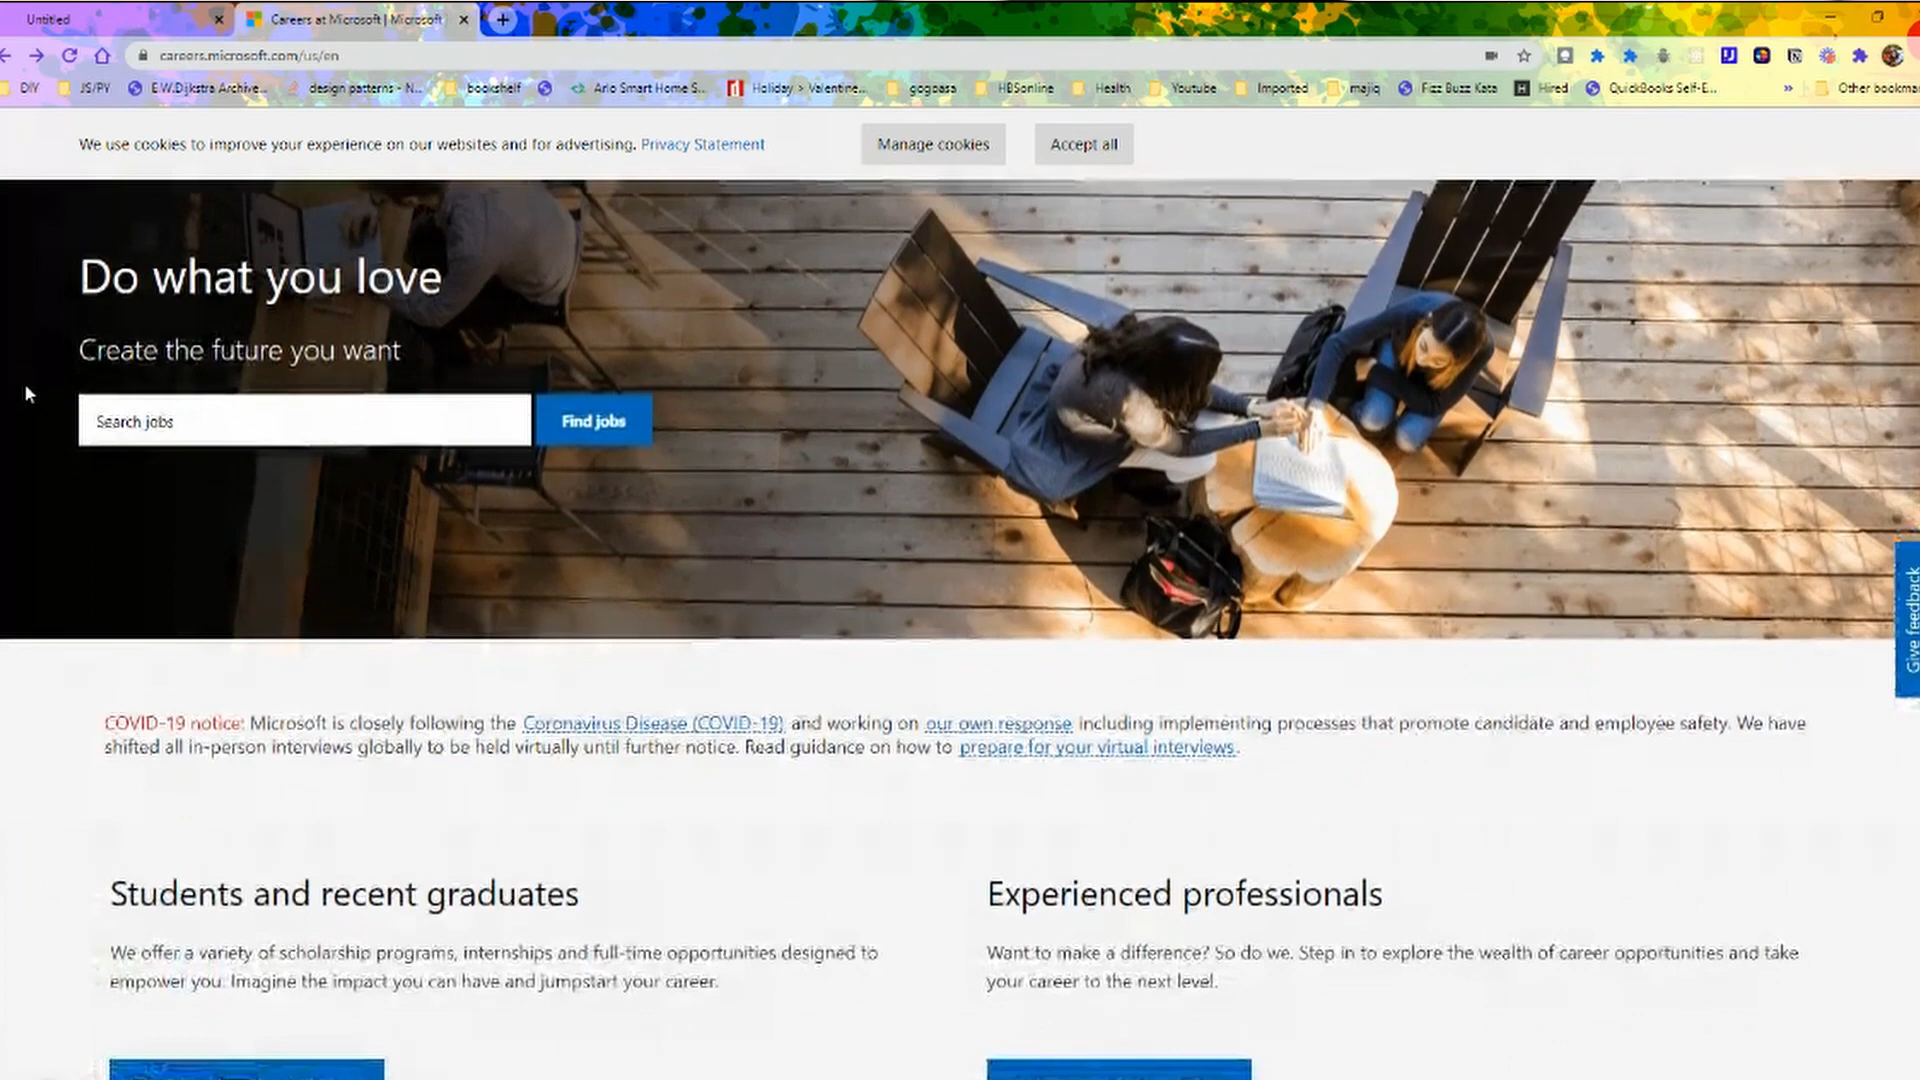 Untitled
Careers at Microsoft | Microsoft
careers.microsoft.com/us/en
DIY JS/PY E.W.Dijkstra Archive... design patterns - N... bookshelf Arlo Smart Home S... Holiday > Valentine... gogoasa HBSonline Health Youtube Imported majiq Fizz Buzz Kata Hired QuickBooks Self-E... » Other bookma
We use cookies to improve your experience on our websites and for advertising. Privacy Statement Manage cookies Accept all
Do what you love
Create the future you want
Search jobs Find jobs
Give feedback
COVID-19 notice: Microsoft is closely following the Coronavirus Disease (COVID-19) and working on our own response including implementing processes that promote candidate and employee safety. We have
shifted all in-person interviews globally to be held virtually until further notice. Read guidance on how to prepare for your virtual interviews.
Students and recent graduates
We offer a variety of scholarship programs, internships and full-time opportunities designed to
empower you. Imagine the impact you can have and jumpstart your career.
Experienced professionals
Want to make a difference? So do we. Step in to explore the wealth of career opportunities and take
your career to the next level.